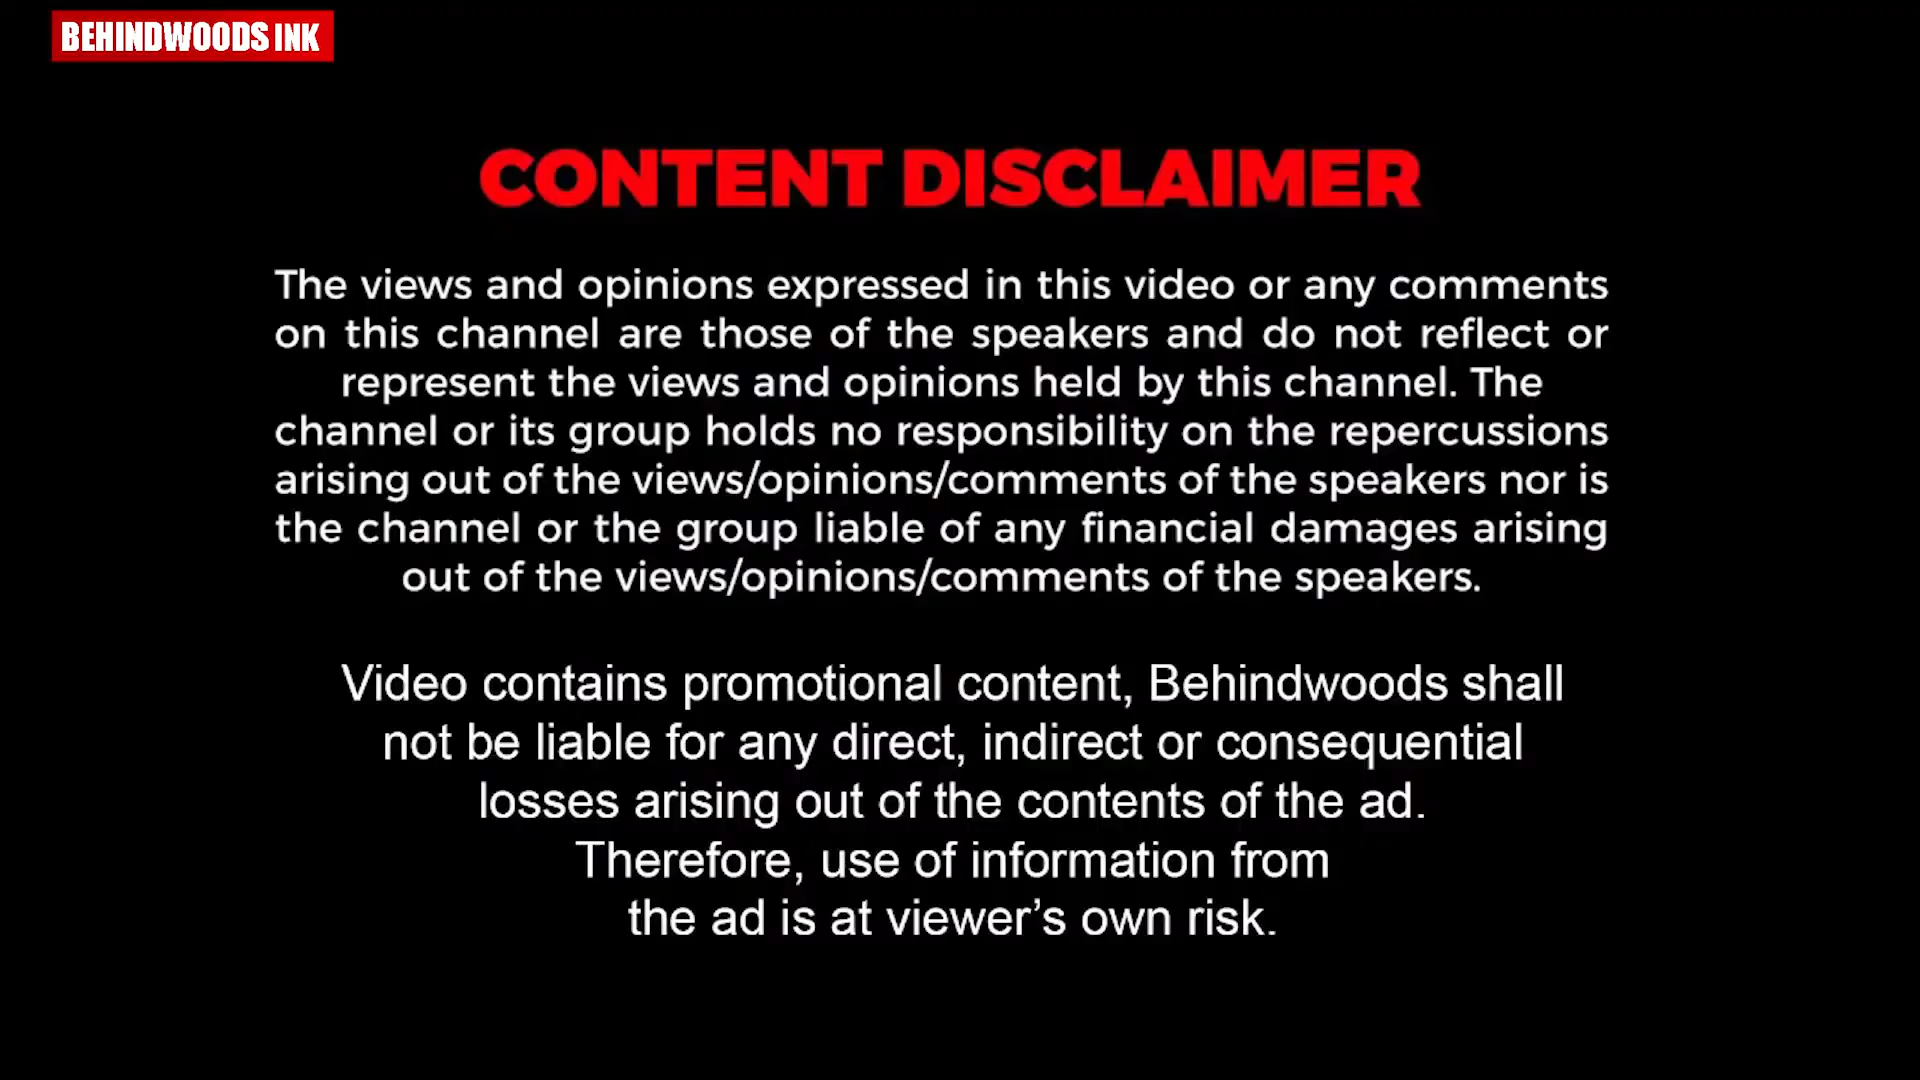 BEHINDWOODS INK
CONTENT DISCLAIMER
The views and opinions expressed in this video or any comments
on this channel are those of the speakers and do not reflect or
represent the views and opinions held by this channel. The
channel or its group holds no responsibility on the repercussions
arising out of the views/opinions/comments of the speakers nor is
the channel or the group liable of any financial damages arising
out of the views/opinions/comments of the speakers.
Video contains promotional content, Behindwoods shall
not be liable for any direct, indirect or consequential
losses arising out of the contents of the ad.
Therefore, use of information from
the ad is at viewer’s own risk.